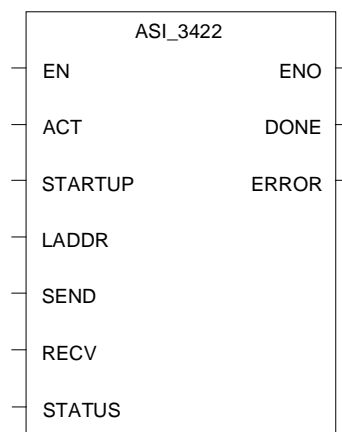 ASI_3422
EN ENO
ACT DONE
STARTUP ERROR
LADDR
SEND
RECV
STATUS